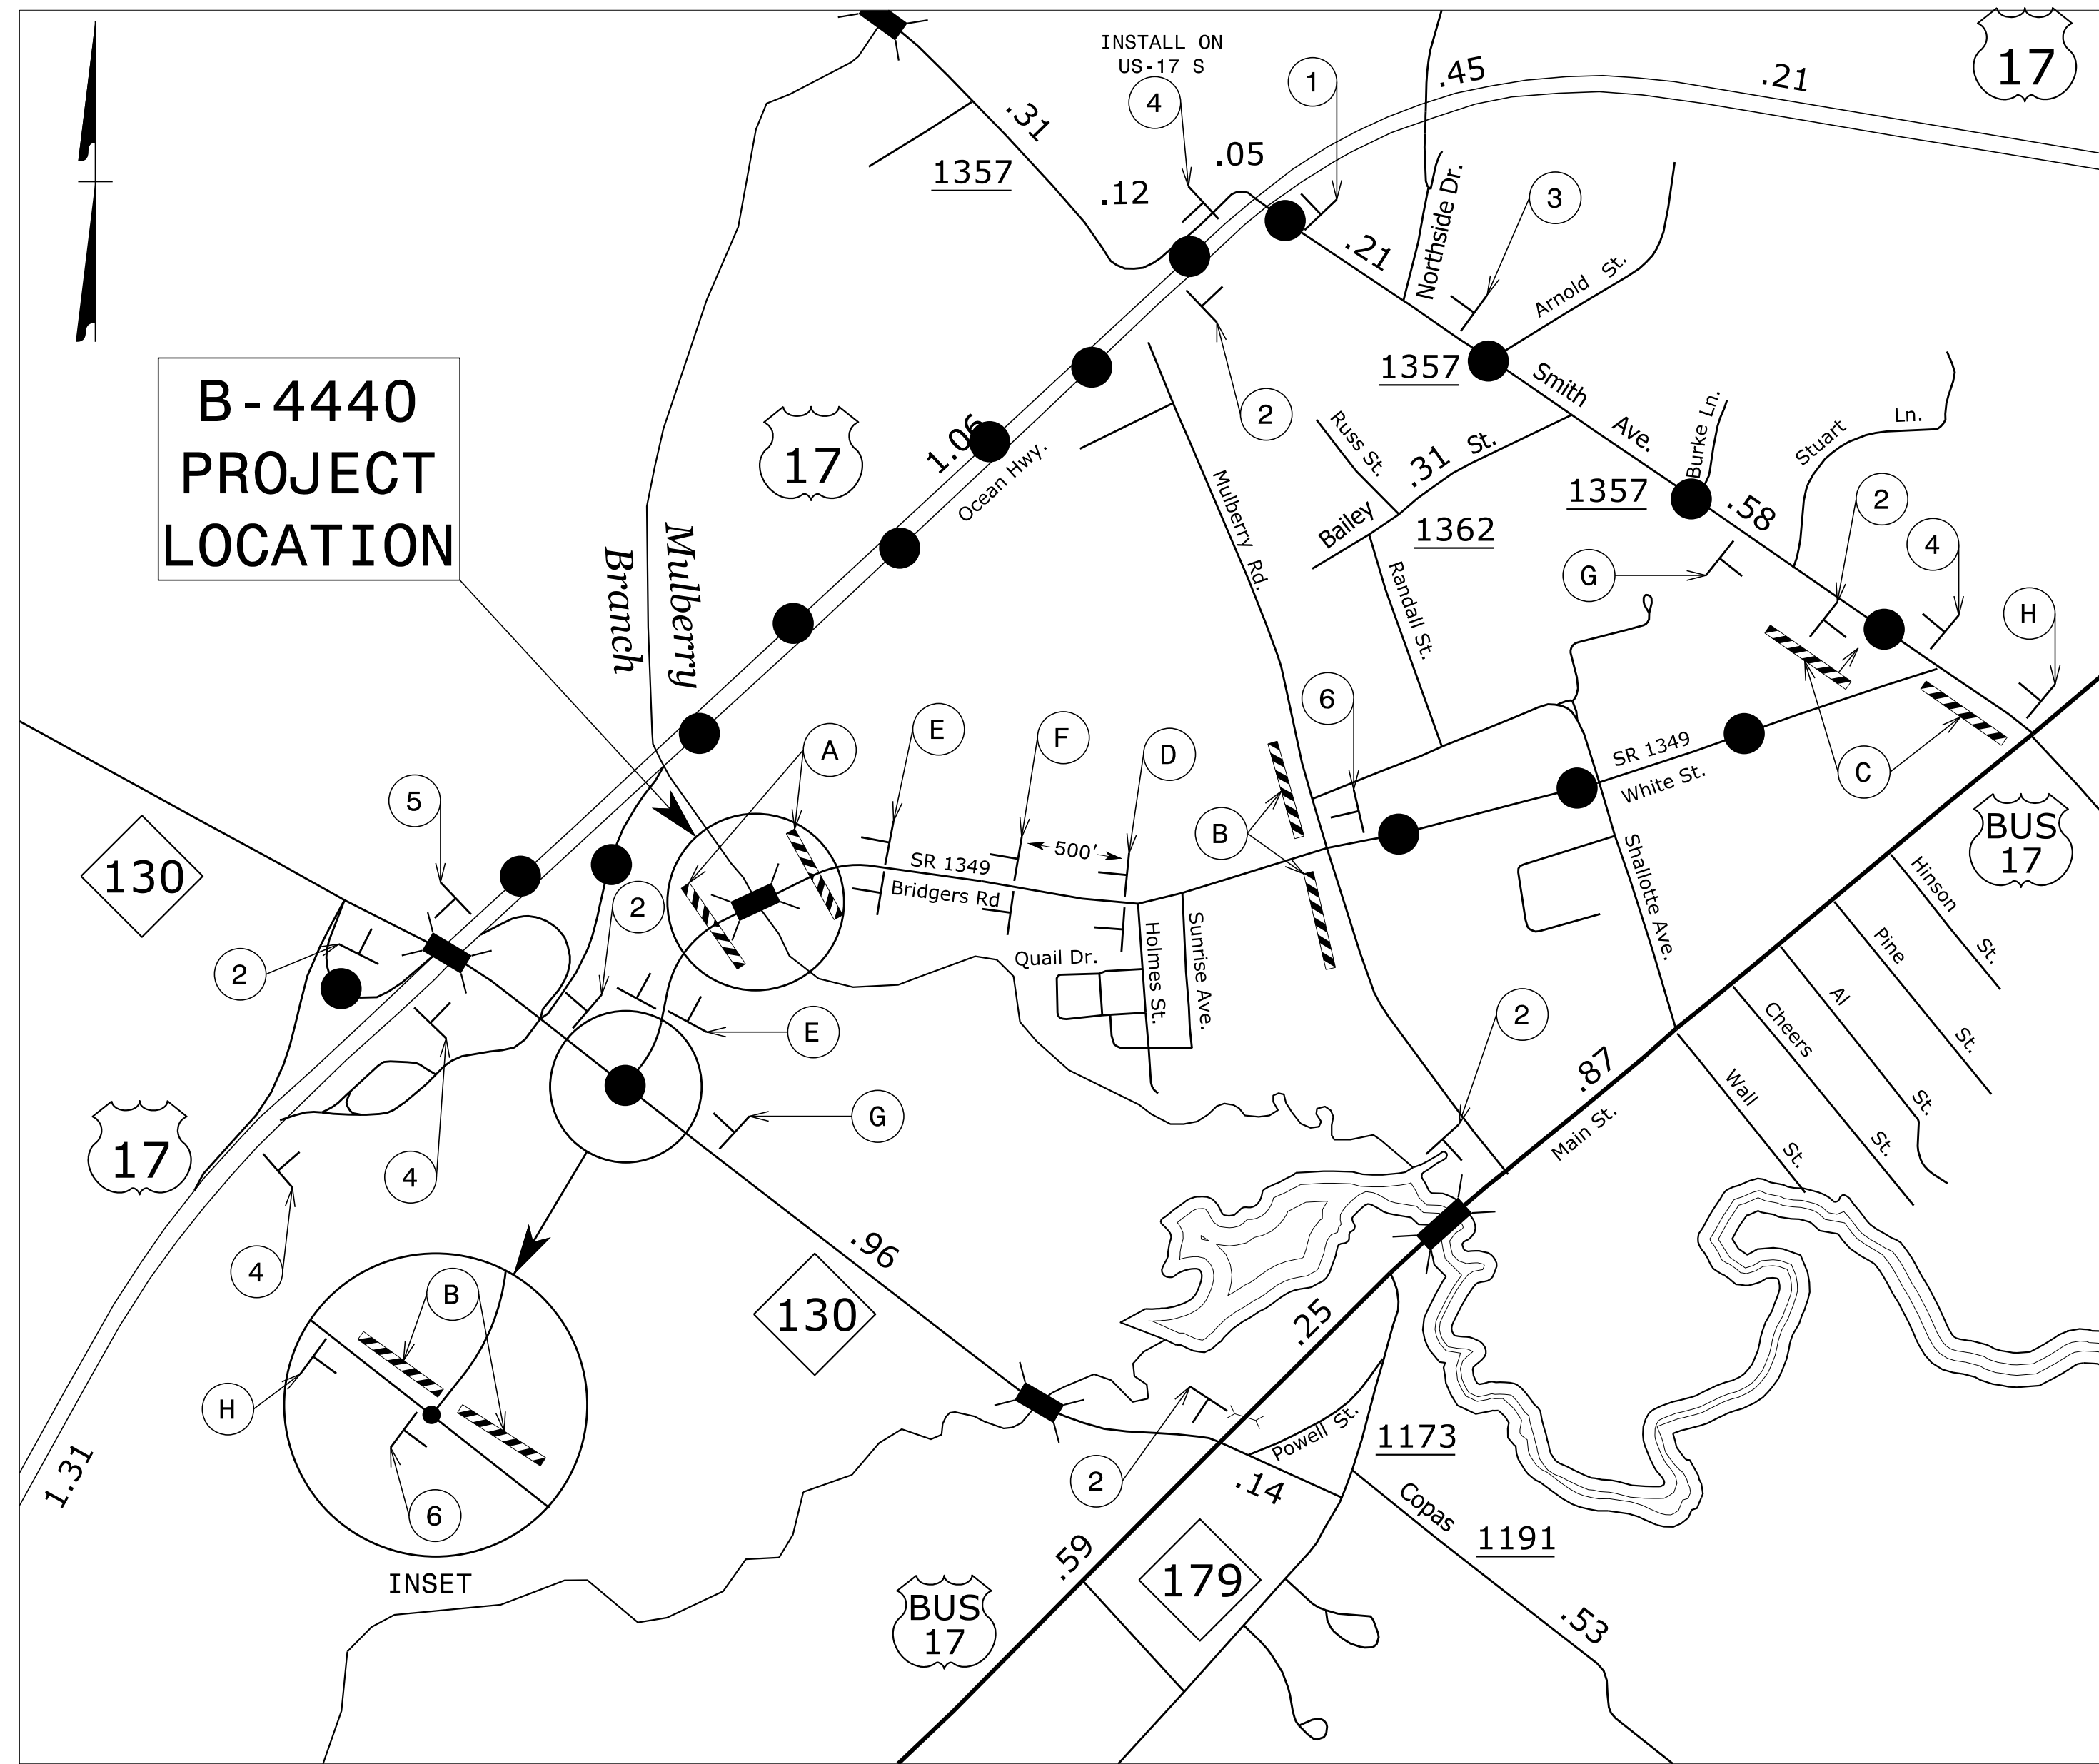 INSTALL ON
US-17 S
4
1
.45
.21
17
.31
.05
1357
.12
3
Northside Dr.
.21
Arnold St.
B-4440
PROJECT
LOCATION
1357
2
Smith Ave.
17
1.06
Ocean Hwy.
Russ St.
.31
St.
Bailey
1362
Burke Ln.
Stuart Ln.
1357
.58
2
4
G
H
Mulberry
Branch
Mulberry Rd.
Randall St.
6
A
E
F
D
SR 1349
White St.
C
5
B
500'
SR 1349
Bridgers Rd
BUS
17
130
2
2
Quail Dr.
Holmes St.
Sunrise Ave.
Shallotte Ave.
Hinson St.
Pine St.
Al St.
Cheers St.
Wall St.
E
2
.87
Main St.
G
17
4
4
.96
130
.25
B
H
6
INSET
1.31
2
Powell St.
1173
.14
Copas
1191
.59
179
BUS
17
.53